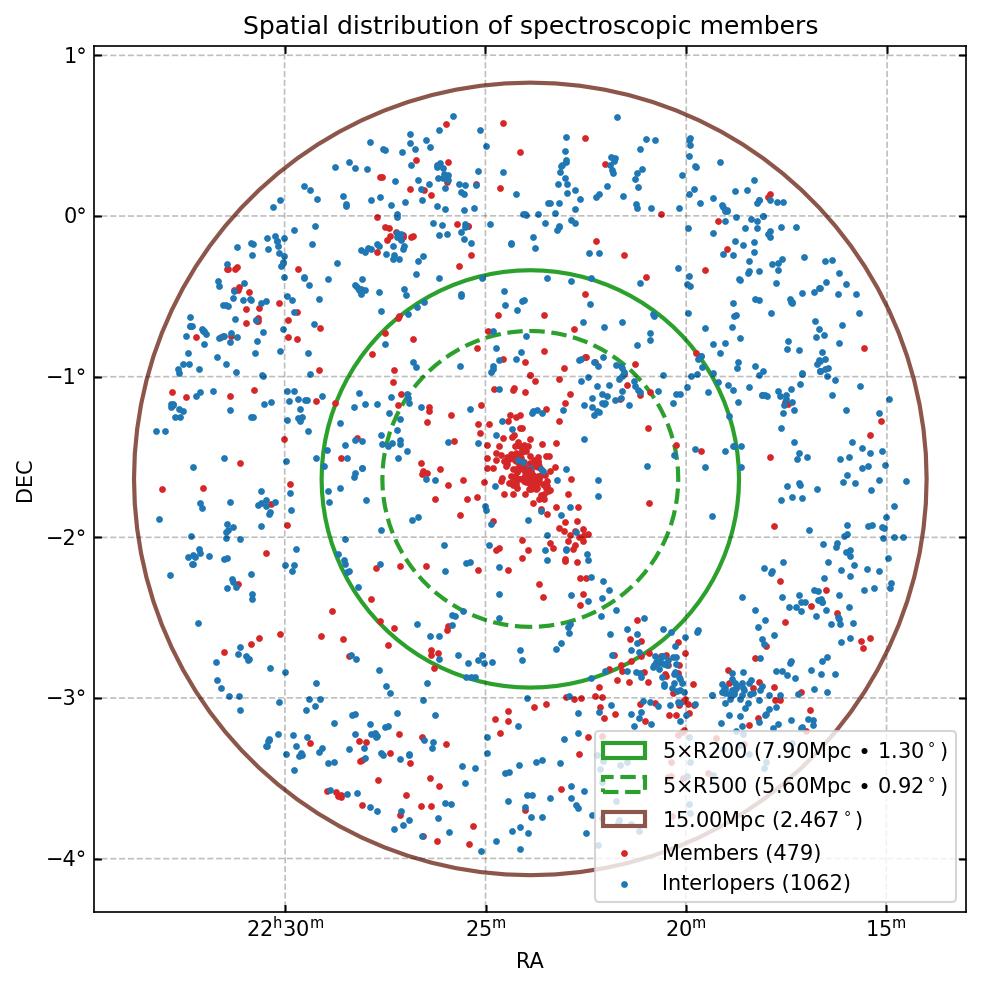 Spatial distribution of spectroscopic members
1°
0°
−1°
−2°
−3°
−4°
DEC
5×R200 (7.90Mpc • 1.30°)
5×R500 (5.60Mpc • 0.92°)
15.00Mpc (2.467°)
Members (479)
Interlopers (1062)
22ʰ30ᵐ 25ᵐ 20ᵐ 15ᵐ
RA